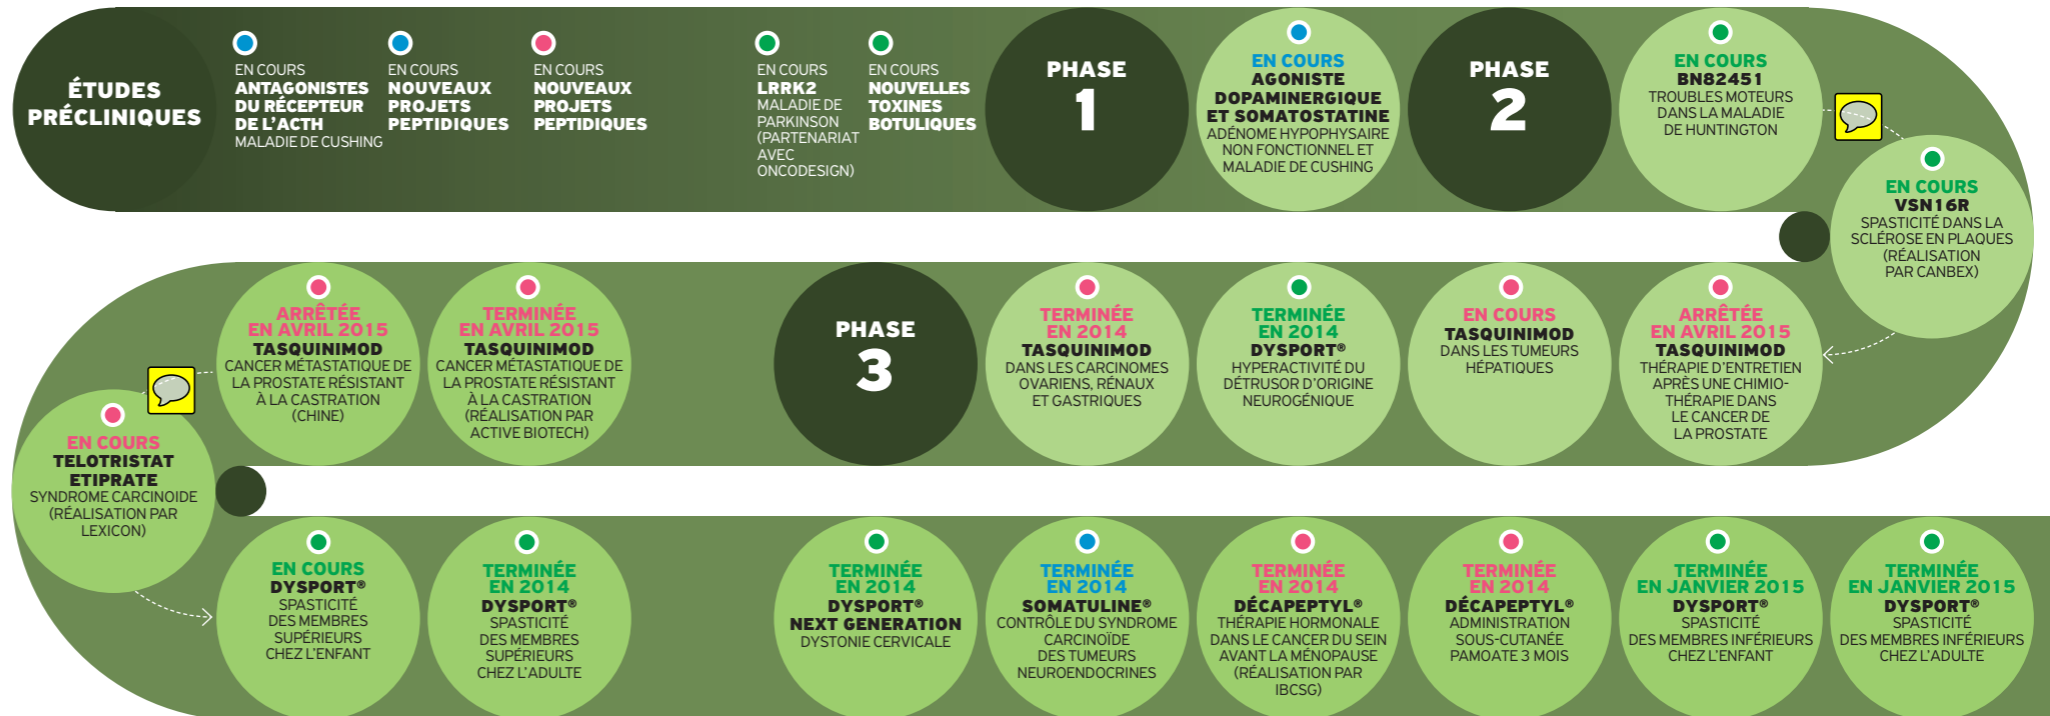 ÉTUDES
PRÉCLINIQUES
EN COURS
ANTAGONISTES
DU RÉCEPTEUR
DE L'ACTH
MALADIE DE CUSHING
EN COURS
NOUVEAUX
PROJETS
PEPTIDIQUES
EN COURS
NOUVEAUX
PROJETS
PEPTIDIQUES
EN COURS
LRRK2
MALADIE DE
PARKINSON
(PARTENARIAT
AVEC
ONCODESIGN)
EN COURS
NOUVELLES
TOXINES
BOTULIQUES
PHASE
1
EN COURS
AGONISTE
DOPAMINERGIQUE
ET SOMATOSTATINE
ADÉNOME HYPOPHYSAIRE
NON FONCTIONNEL ET
MALADIE DE CUSHING
PHASE
2
EN COURS
BN82451
TROUBLES MOTEURS
DANS LA MALADIE
DE HUNTINGTON
EN COURS
VSN16R
SPASTICITÉ DANS LA
SCLÉROSE EN PLAQUES
(RÉALISATION
PAR CANBEX)
ARRÊTÉE
EN AVRIL 2015
TASQUINIMOD
THÉRAPIE D'ENTRETIEN
APRÈS UNE CHIMIO-
THÉRAPIE DANS
LE CANCER DE
LA PROSTATE
EN COURS
TASQUINIMOD
DANS LES TUMEURS
HÉPATIQUES
TERMINÉE
EN 2014
DYSPORT®
HYPERACTIVITÉ DU
DÉTRUSOR D'ORIGINE
NEUROGÉNIQUE
TERMINÉE
EN 2014
TASQUINIMOD
DANS LES CARCINOMES
OVARIENS, RÉNAUX
ET GASTRIQUES
PHASE
3
TERMINÉE
EN AVRIL 2015
TASQUINIMOD
CANCER MÉTASTATIQUE DE
LA PROSTATE RÉSISTANT
À LA CASTRATION
(RÉALISATION PAR
ACTIVE BIOTECH)
ARRÊTÉE
EN AVRIL 2015
TASQUINIMOD
CANCER MÉTASTATIQUE DE
LA PROSTATE RÉSISTANT
À LA CASTRATION
(CHINE)
EN COURS
TELOTRISTAT
ETIPRATE
SYNDROME CARCINOIDE
(RÉALISATION PAR
LEXICON)
EN COURS
DYSPORT®
SPASTICITÉ
DES MEMBRES
SUPÉRIEURS
CHEZ L'ENFANT
TERMINÉE
EN 2014
DYSPORT®
SPASTICITÉ
DES MEMBRES
SUPÉRIEURS
CHEZ L'ADULTE
TERMINÉE
EN 2014
DYSPORT®
NEXT GENERATION
DYSTONIE CERVICALE
TERMINÉE
EN 2014
SOMATULINE®
CONTRÔLE DU SYNDROME
CARCINOÏDE
DES TUMEURS
NEUROENDOCRINES
TERMINÉE
EN 2014
DÉCAPEPTYL®
THÉRAPIE HORMONALE
DANS LE CANCER DU SEIN
AVANT LA MÉNOPAUSE
(RÉALISATION PAR
IBCSG)
TERMINÉE
EN 2014
DÉCAPEPTYL®
ADMINISTRATION
SOUS-CUTANÉE
PAMOATE 3 MOIS
TERMINÉE
EN JANVIER 2015
DYSPORT®
SPASTICITÉ
DES MEMBRES INFÉRIEURS
CHEZ L'ENFANT
TERMINÉE
EN JANVIER 2015
DYSPORT®
SPASTICITÉ
DES MEMBRES INFÉRIEURS
CHEZ L'ADULTE